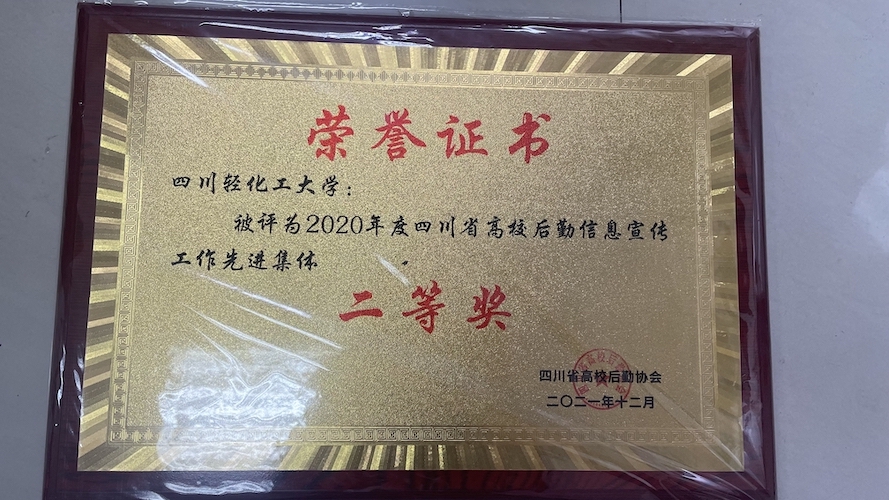 荣誉证书
四川轻化工大学：
被评为2020年度四川省高校后勤信息宣传
工作先进集体
二等奖
四川省高校后勤协会
二〇二一年十二月